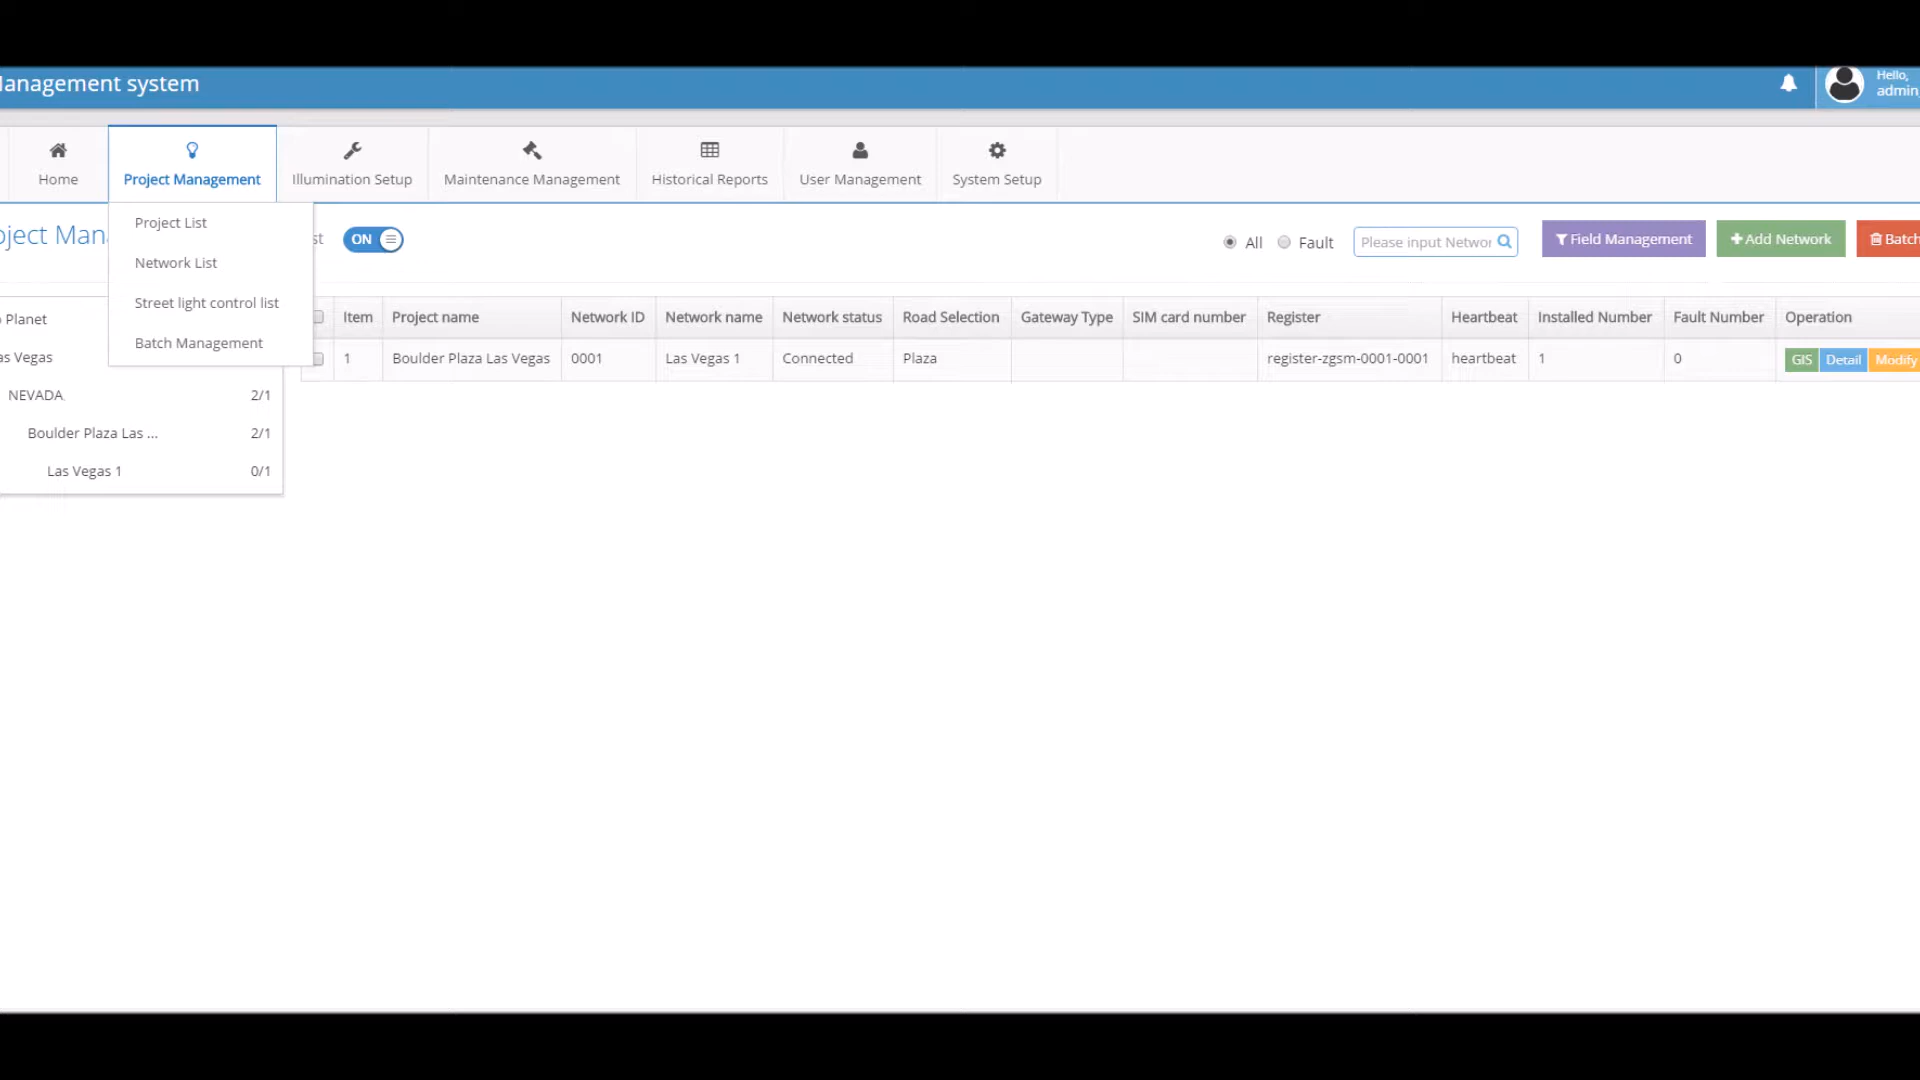 anagement system
Hello,
admin
Home
Project Management
Illumination Setup
Maintenance Management
Historical Reports
User Management
System Setup
Project List
Network List
Street light control list
Batch Management
oject Man
st
ON
All
Fault
Please input Networ
Field Management
Add Network
Batch
Planet
as Vegas
NEVADA 2/1
Boulder Plaza Las ... 2/1
Las Vegas 1 0/1
Item Project name Network ID Network name Network status Road Selection Gateway Type SIM card number Register Heartbeat Installed Number Fault Number Operation
1 Boulder Plaza Las Vegas 0001 Las Vegas 1 Connected Plaza register-zgsm-0001-0001 heartbeat 1 0 GIS Detail Modify